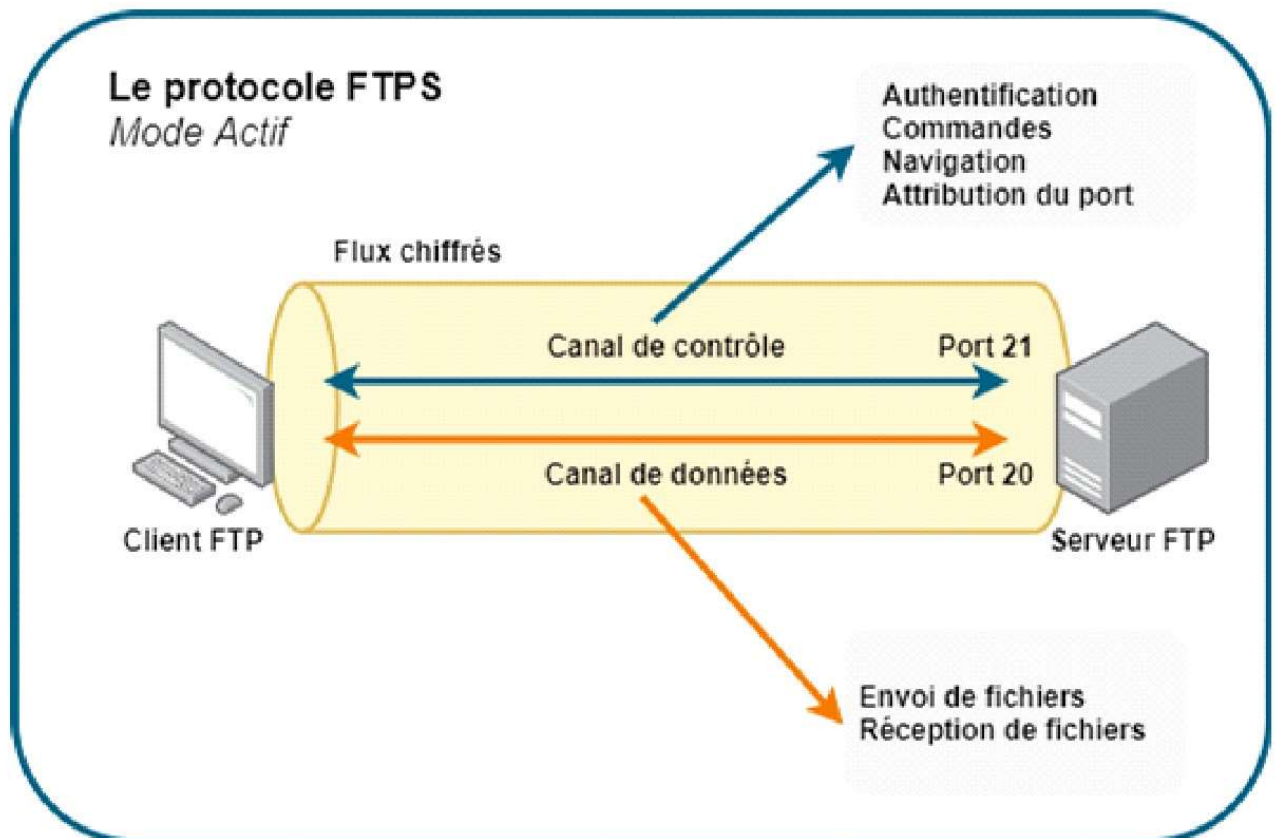 Le protocole FTPS
Mode Actif
Authentification
Commandes
Navigation
Attribution du port
Flux chiffrés
Canal de contrôle
Port 21
Canal de données
Port 20
Client FTP
Serveur FTP
Envoi de fichiers
Réception de fichiers